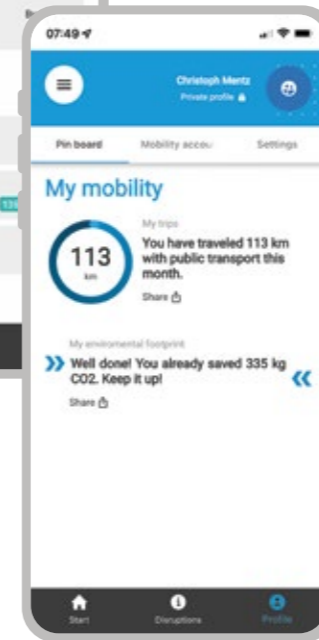 07:49
Christoph Mentz
Private profile
Pin board
Mobility accou
Settings
My mobility
113
km
My trips
You have traveled 113 km
with public transport this
month.
Share
My enviromental footprint
Well done! You already saved 335 kg
CO2. Keep it up!
Share
Start
Disruptions
Profile